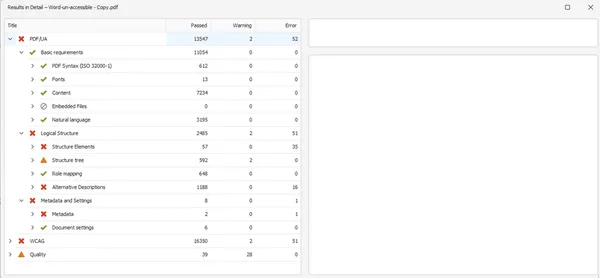 Results in Detail – Word-un-accessible - Copy.pdf
Title Passed Warning Error
PDF/UA 13547 2 52
Basic requirements 11054 0 0
PDF Syntax (ISO 32000-1) 612 0 0
Fonts 13 0 0
Content 7234 0 0
Embedded Files 0 0 0
Natural language 3195 0 0
Logical Structure 2485 2 51
Structure Elements 57 0 35
Structure tree 592 2 0
Role mapping 648 0 0
Alternative Descriptions 1188 0 16
Metadata and Settings 8 0 1
Metadata 2 0 1
Document settings 6 0 0
WCAG 16350 2 51
Quality 39 28 0